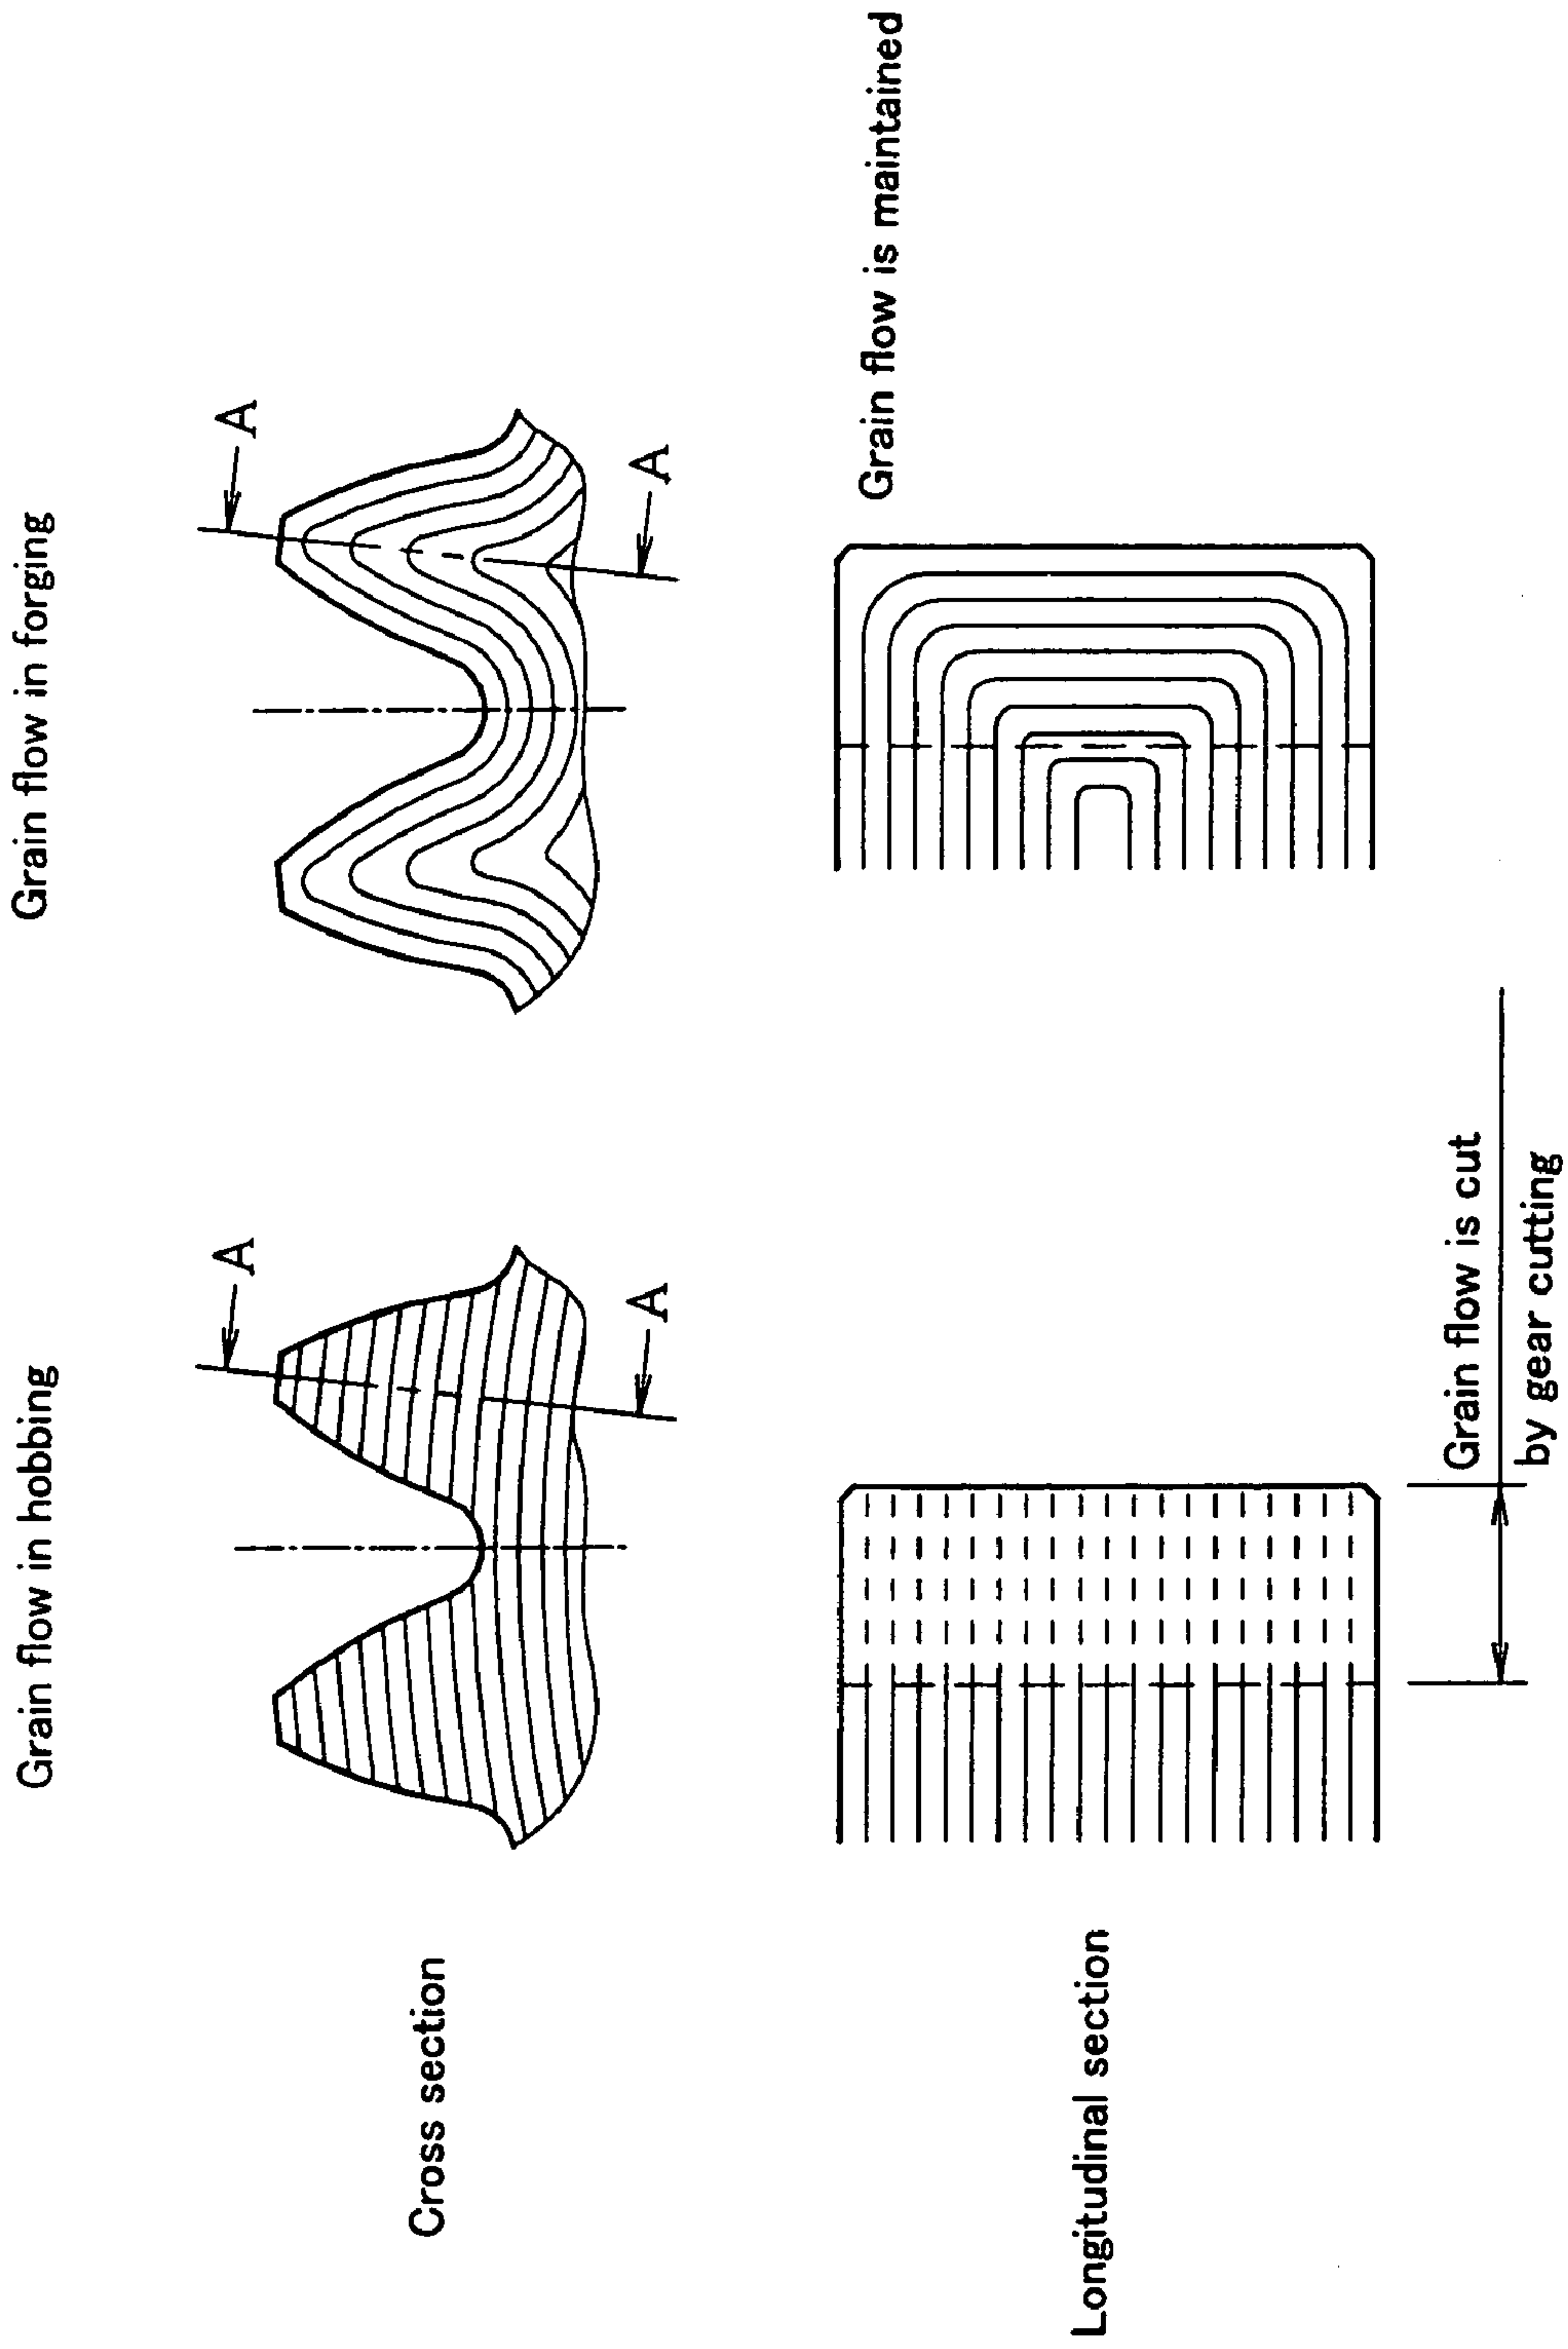 Grain flow in hobbing
Grain flow in forging
A
A
A
A
Cross section
Longitudinal section
Grain flow is maintained
Grain flow is cut
by gear cutting